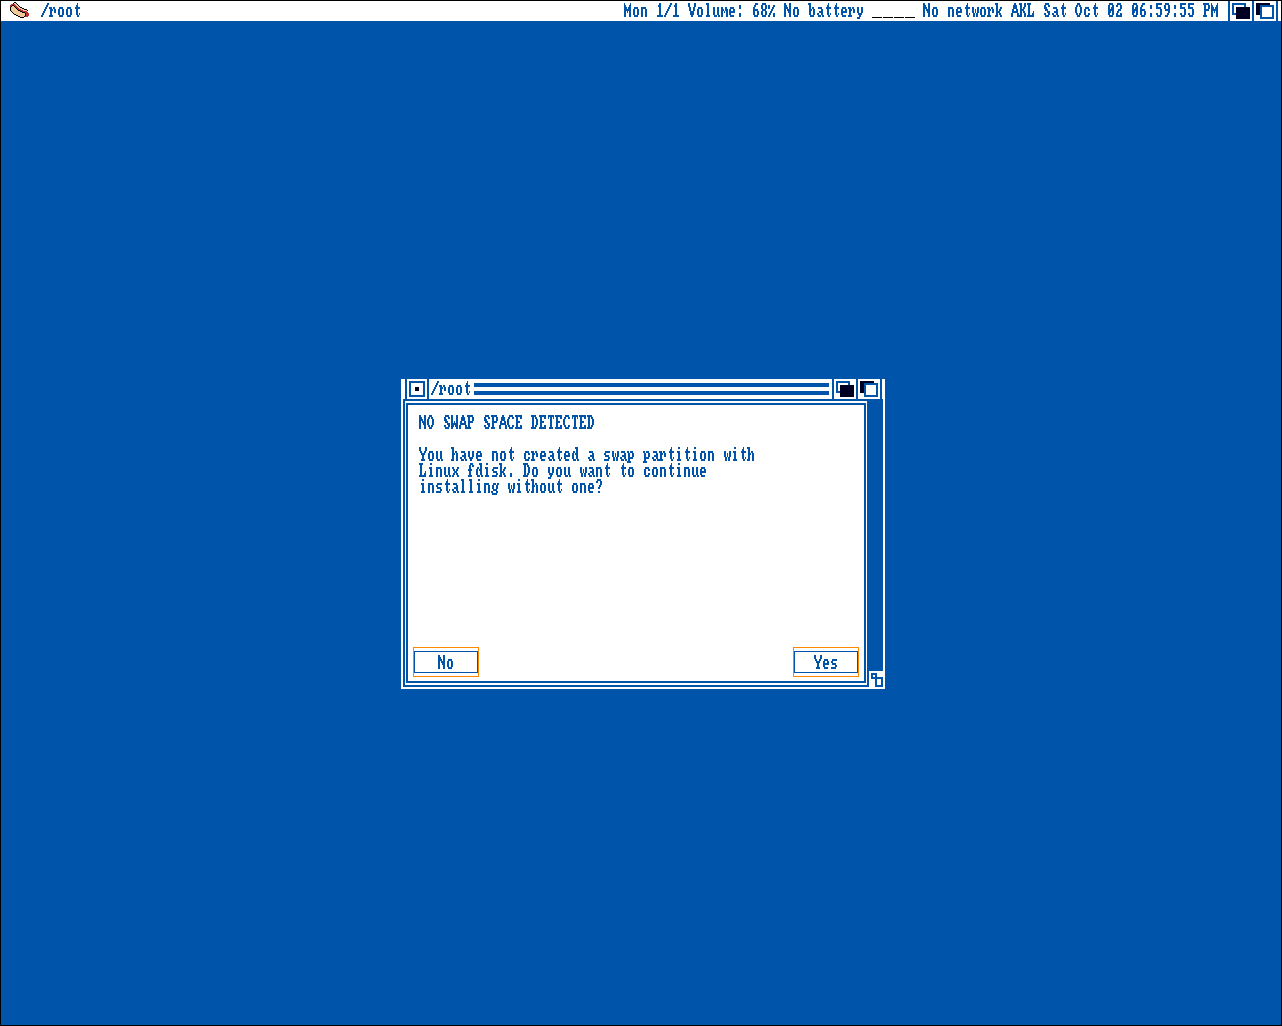 /root Mon 1/1 Volume: 68% No battery ____ No network AKL Sat Oct 02 06:59:55 PM
/root
NO SWAP SPACE DETECTED
You have not created a swap partition with
Linux fdisk. Do you want to continue
installing without one?
No Yes